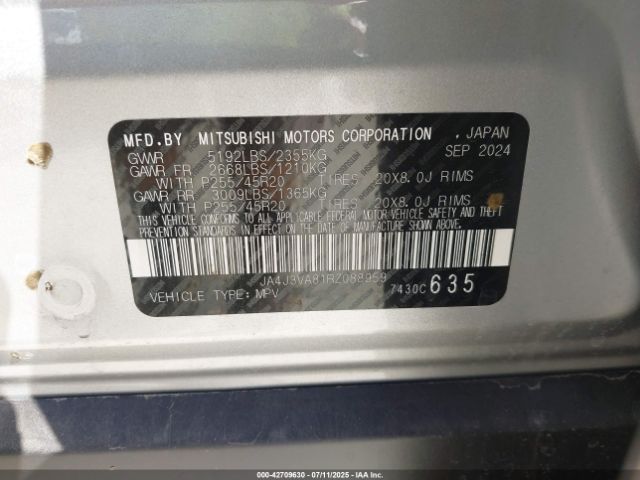 MFD.BY MITSUBISHI MOTORS CORPORATION , JAPAN
GVWR 5192LBS/2355KG SEP 2024
GAWR FR 2668LBS/1210KG
WITH P255/45R20 TIRES 20X8.0J RIMS
GAWR RR 3009LBS/1365KG
WITH P255/45R20 TIRES 20X8.0J RIMS
THIS VEHICLE CONFORMS TO ALL APPLICABLE FEDERAL MOTOR VEHICLE SAFETY AND THEFT
PREVENTION STANDARDS IN EFFECT ON THE DATE OF MANUFACTURE SHOWN ABOVE.
JA4J3VA81RZ088959
VEHICLE TYPE: MPV 7430C 635
000-42709630 - 07/11/2025 - COPYRIGHT © IAA, LLC